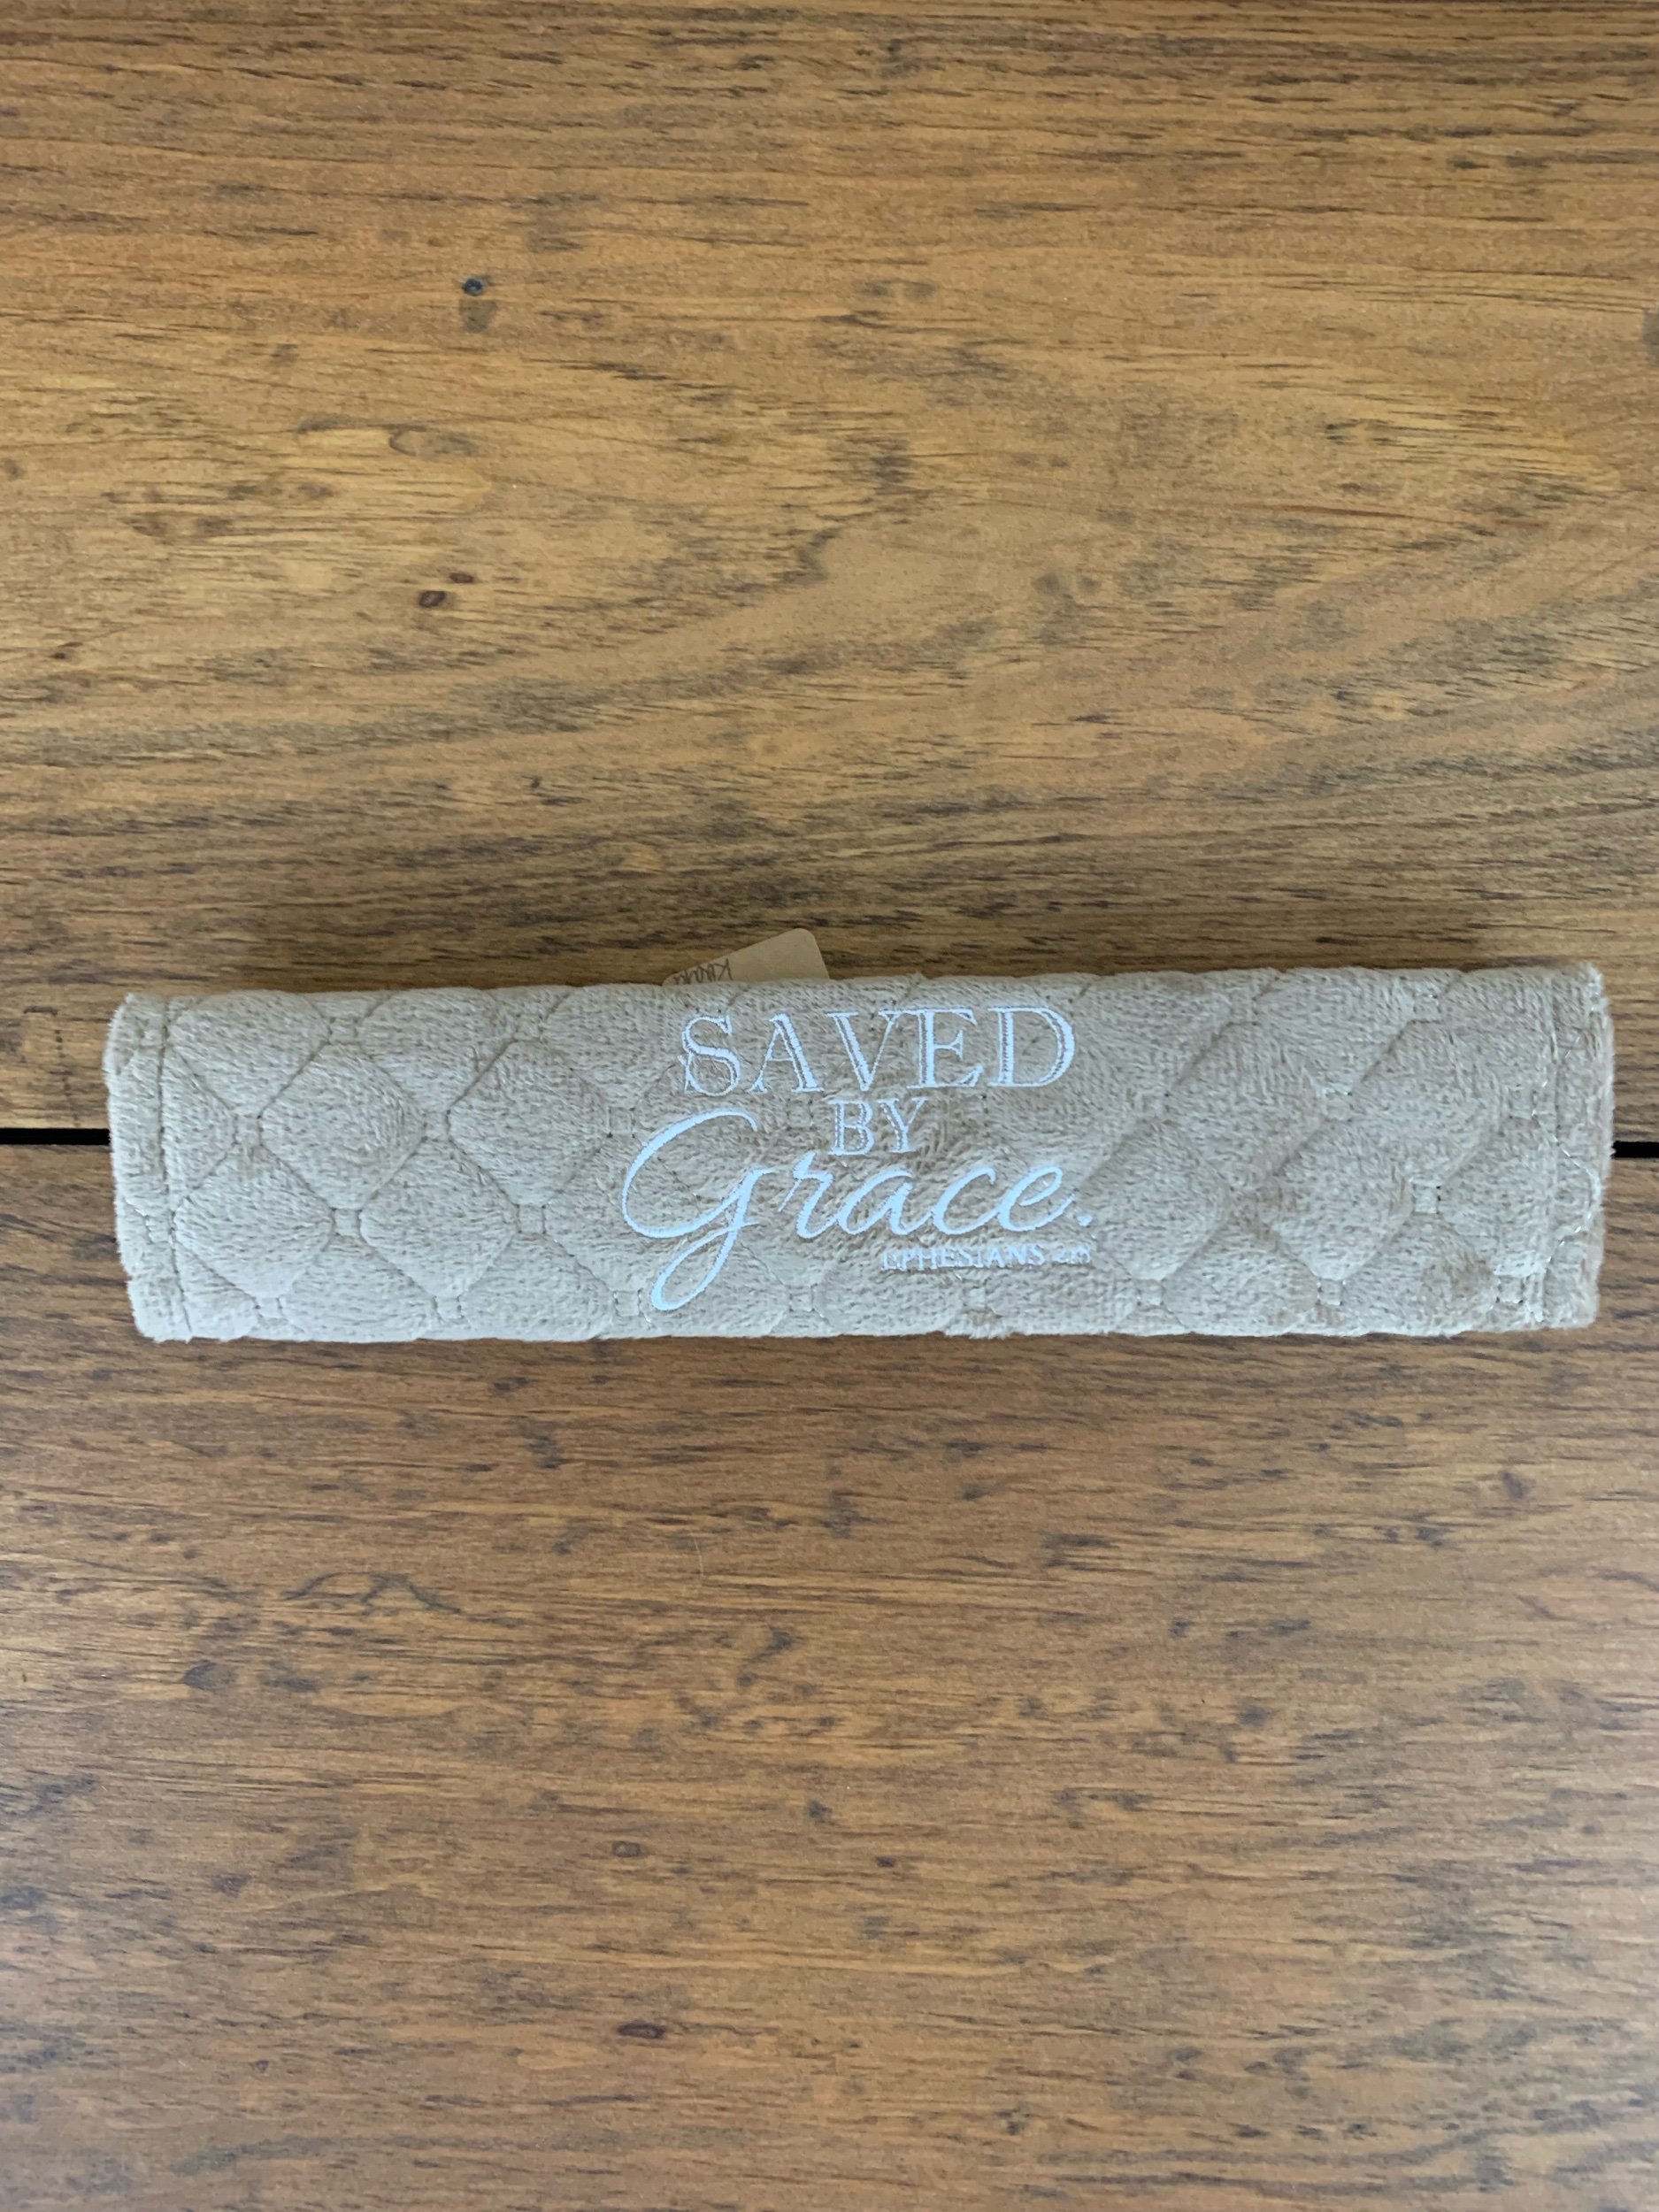 SAVED
BY
Grace.
EPHESIANS 2:8